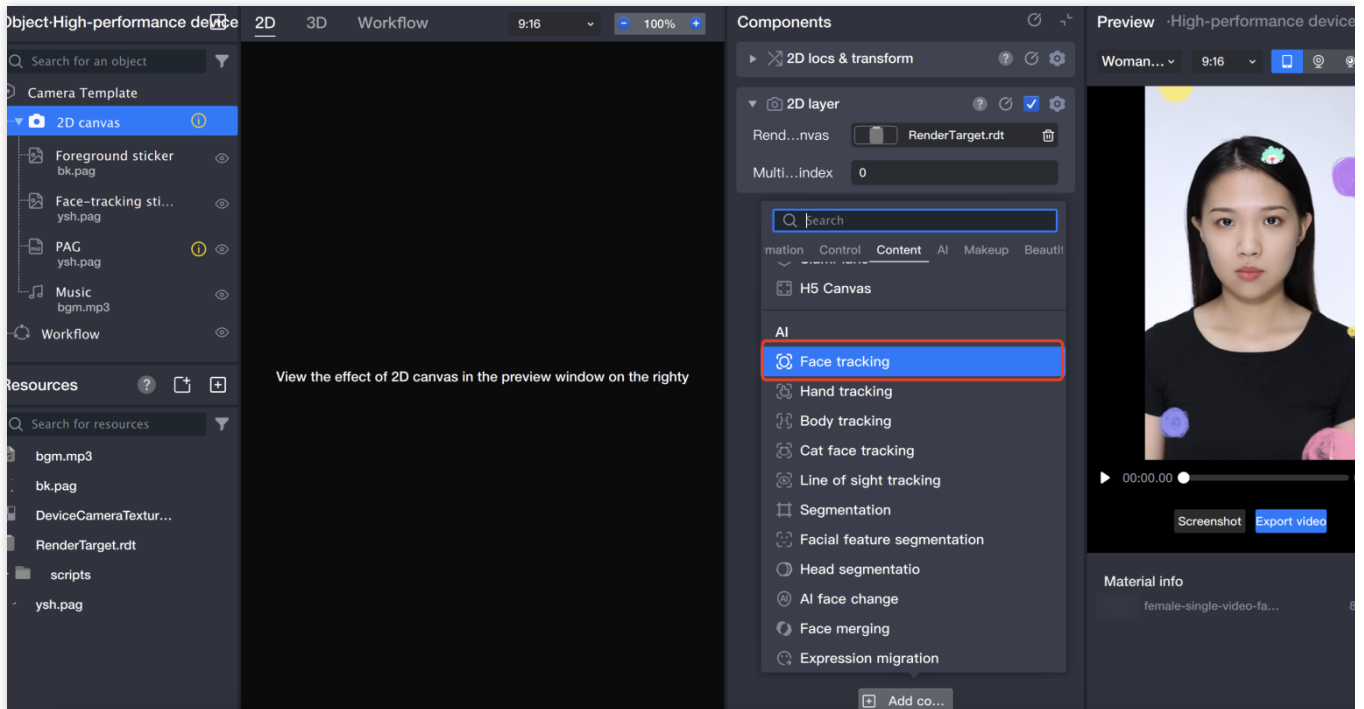 Object·High-performance device
Search for an object
Camera Template
2D canvas
Foreground sticker
bk.pag
Face-tracking sti...
ysh.pag
PAG
ysh.pag
Music
bgm.mp3
Workflow
Resources
Search for resources
bgm.mp3
bk.pag
DeviceCameraTextur...
RenderTarget.rdt
scripts
ysh.pag
2D 3D Workflow 9:16 100%
View the effect of 2D canvas in the preview window on the righty
Components
2D locs & transform
2D layer
Rend...nvas RenderTarget.rdt
Multi...index 0
Search
mation Control Content AI Makeup Beautif
H5 Canvas
AI
Face tracking
Hand tracking
Body tracking
Cat face tracking
Line of sight tracking
Segmentation
Facial feature segmentation
Head segmentatio
AI face change
Face merging
Expression migration
Add co...
Preview ·High-performance device
Woman... 9:16
00:00.00
Screenshot Export video
Material info
female-single-video-fa... 8